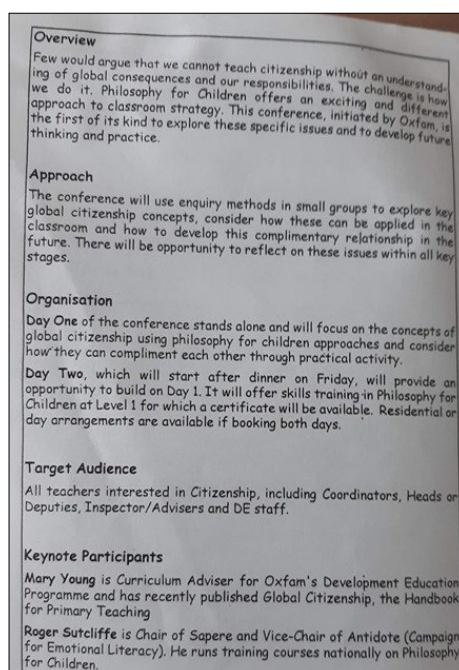 Overview
Few would argue that we cannot teach citizenship without an understand-
ing of global consequences and our responsibilities. The challenge is how
we do it. Philosophy for Children offers an exciting and different
approach to classroom strategy. This conference, initiated by Oxfam, is
the first of its kind to explore these specific issues and to develop future
thinking and practice.
Approach
The conference will use enquiry methods in small groups to explore key
global citizenship concepts, consider how these can be applied in the
classroom and how to develop this complimentary relationship in the
future. There will be opportunity to reflect on these issues within all key
stages.
Organisation
Day One of the conference stands alone and will focus on the concepts of
global citizenship using philosophy for children approaches and consider
how they can compliment each other through practical activity.
Day Two, which will start after dinner on Friday, will provide an
opportunity to build on Day 1. It will offer skills training in Philosophy for
Children at Level 1 for which a certificate will be available. Residential or
day arrangements are available if booking both days.
Target Audience
All teachers interested in Citizenship, including Coordinators, Heads or
Deputies, Inspector/Advisers and DE staff.
Keynote Participants
Mary Young is Curriculum Adviser for Oxfam's Development Education
Programme and has recently published Global Citizenship, the Handbook
for Primary Teaching
Roger Sutcliffe is Chair of Sapere and Vice-Chair of Antidote (Campaign
for Emotional Literacy). He runs training courses nationally on Philosophy
for Children.